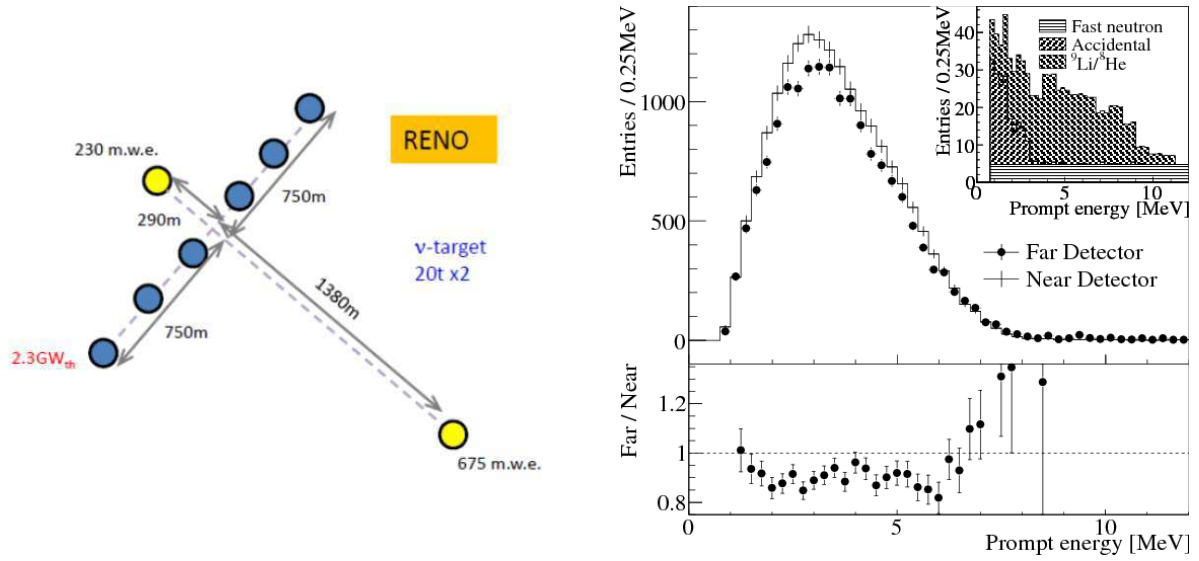 RENO
230 m.w.e.
750m
290m
ν-target
20t x2
1380m
750m
2.3GWth
675 m.w.e.
Entries / 0.25MeV
1000
500
0
Entries / 0.25MeV
40
30
20
10
0
Fast neutron
Accidental
⁹Li/⁸He
0
5
10
Prompt energy [MeV]
Far Detector
Near Detector
Far / Near
1.2
1
0.8
0
5
10
Prompt energy [MeV]